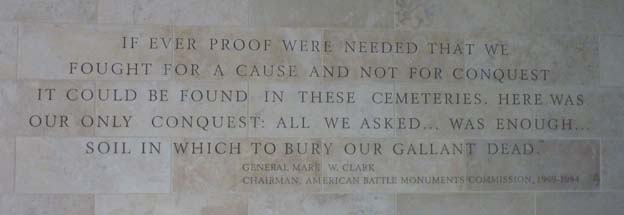 IF EVER PROOF WERE NEEDED THAT WE
FOUGHT FOR A CAUSE AND NOT FOR CONQUEST
IT COULD BE FOUND IN THESE CEMETERIES. HERE WAS
OUR ONLY CONQUEST: ALL WE ASKED... WAS ENOUGH...
SOIL IN WHICH TO BURY OUR GALLANT DEAD.
GENERAL MARK W. CLARK
CHAIRMAN, AMERICAN BATTLE MONUMENTS COMMISSION, 1969-1984